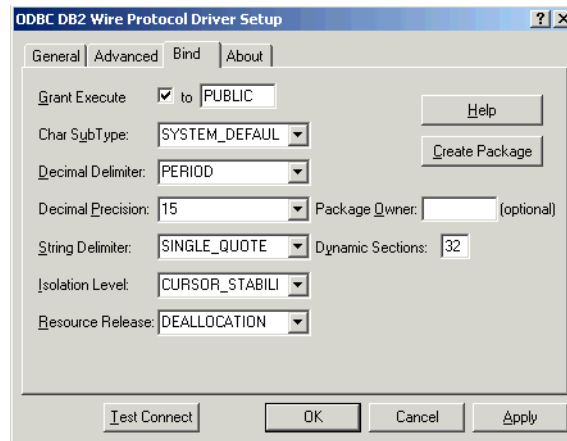 ODBC DB2 Wire Protocol Driver Setup
General Advanced Bind About
Grant Execute to PUBLIC
Help
Char SubType: SYSTEM_DEFAUL
Create Package
Decimal Delimiter: PERIOD
Decimal Precision: 15 Package Owner: (optional)
String Delimiter: SINGLE_QUOTE Dynamic Sections: 32
Isolation Level: CURSOR_STABILI
Resource Release: DEALLOCATION
Test Connect OK Cancel Apply